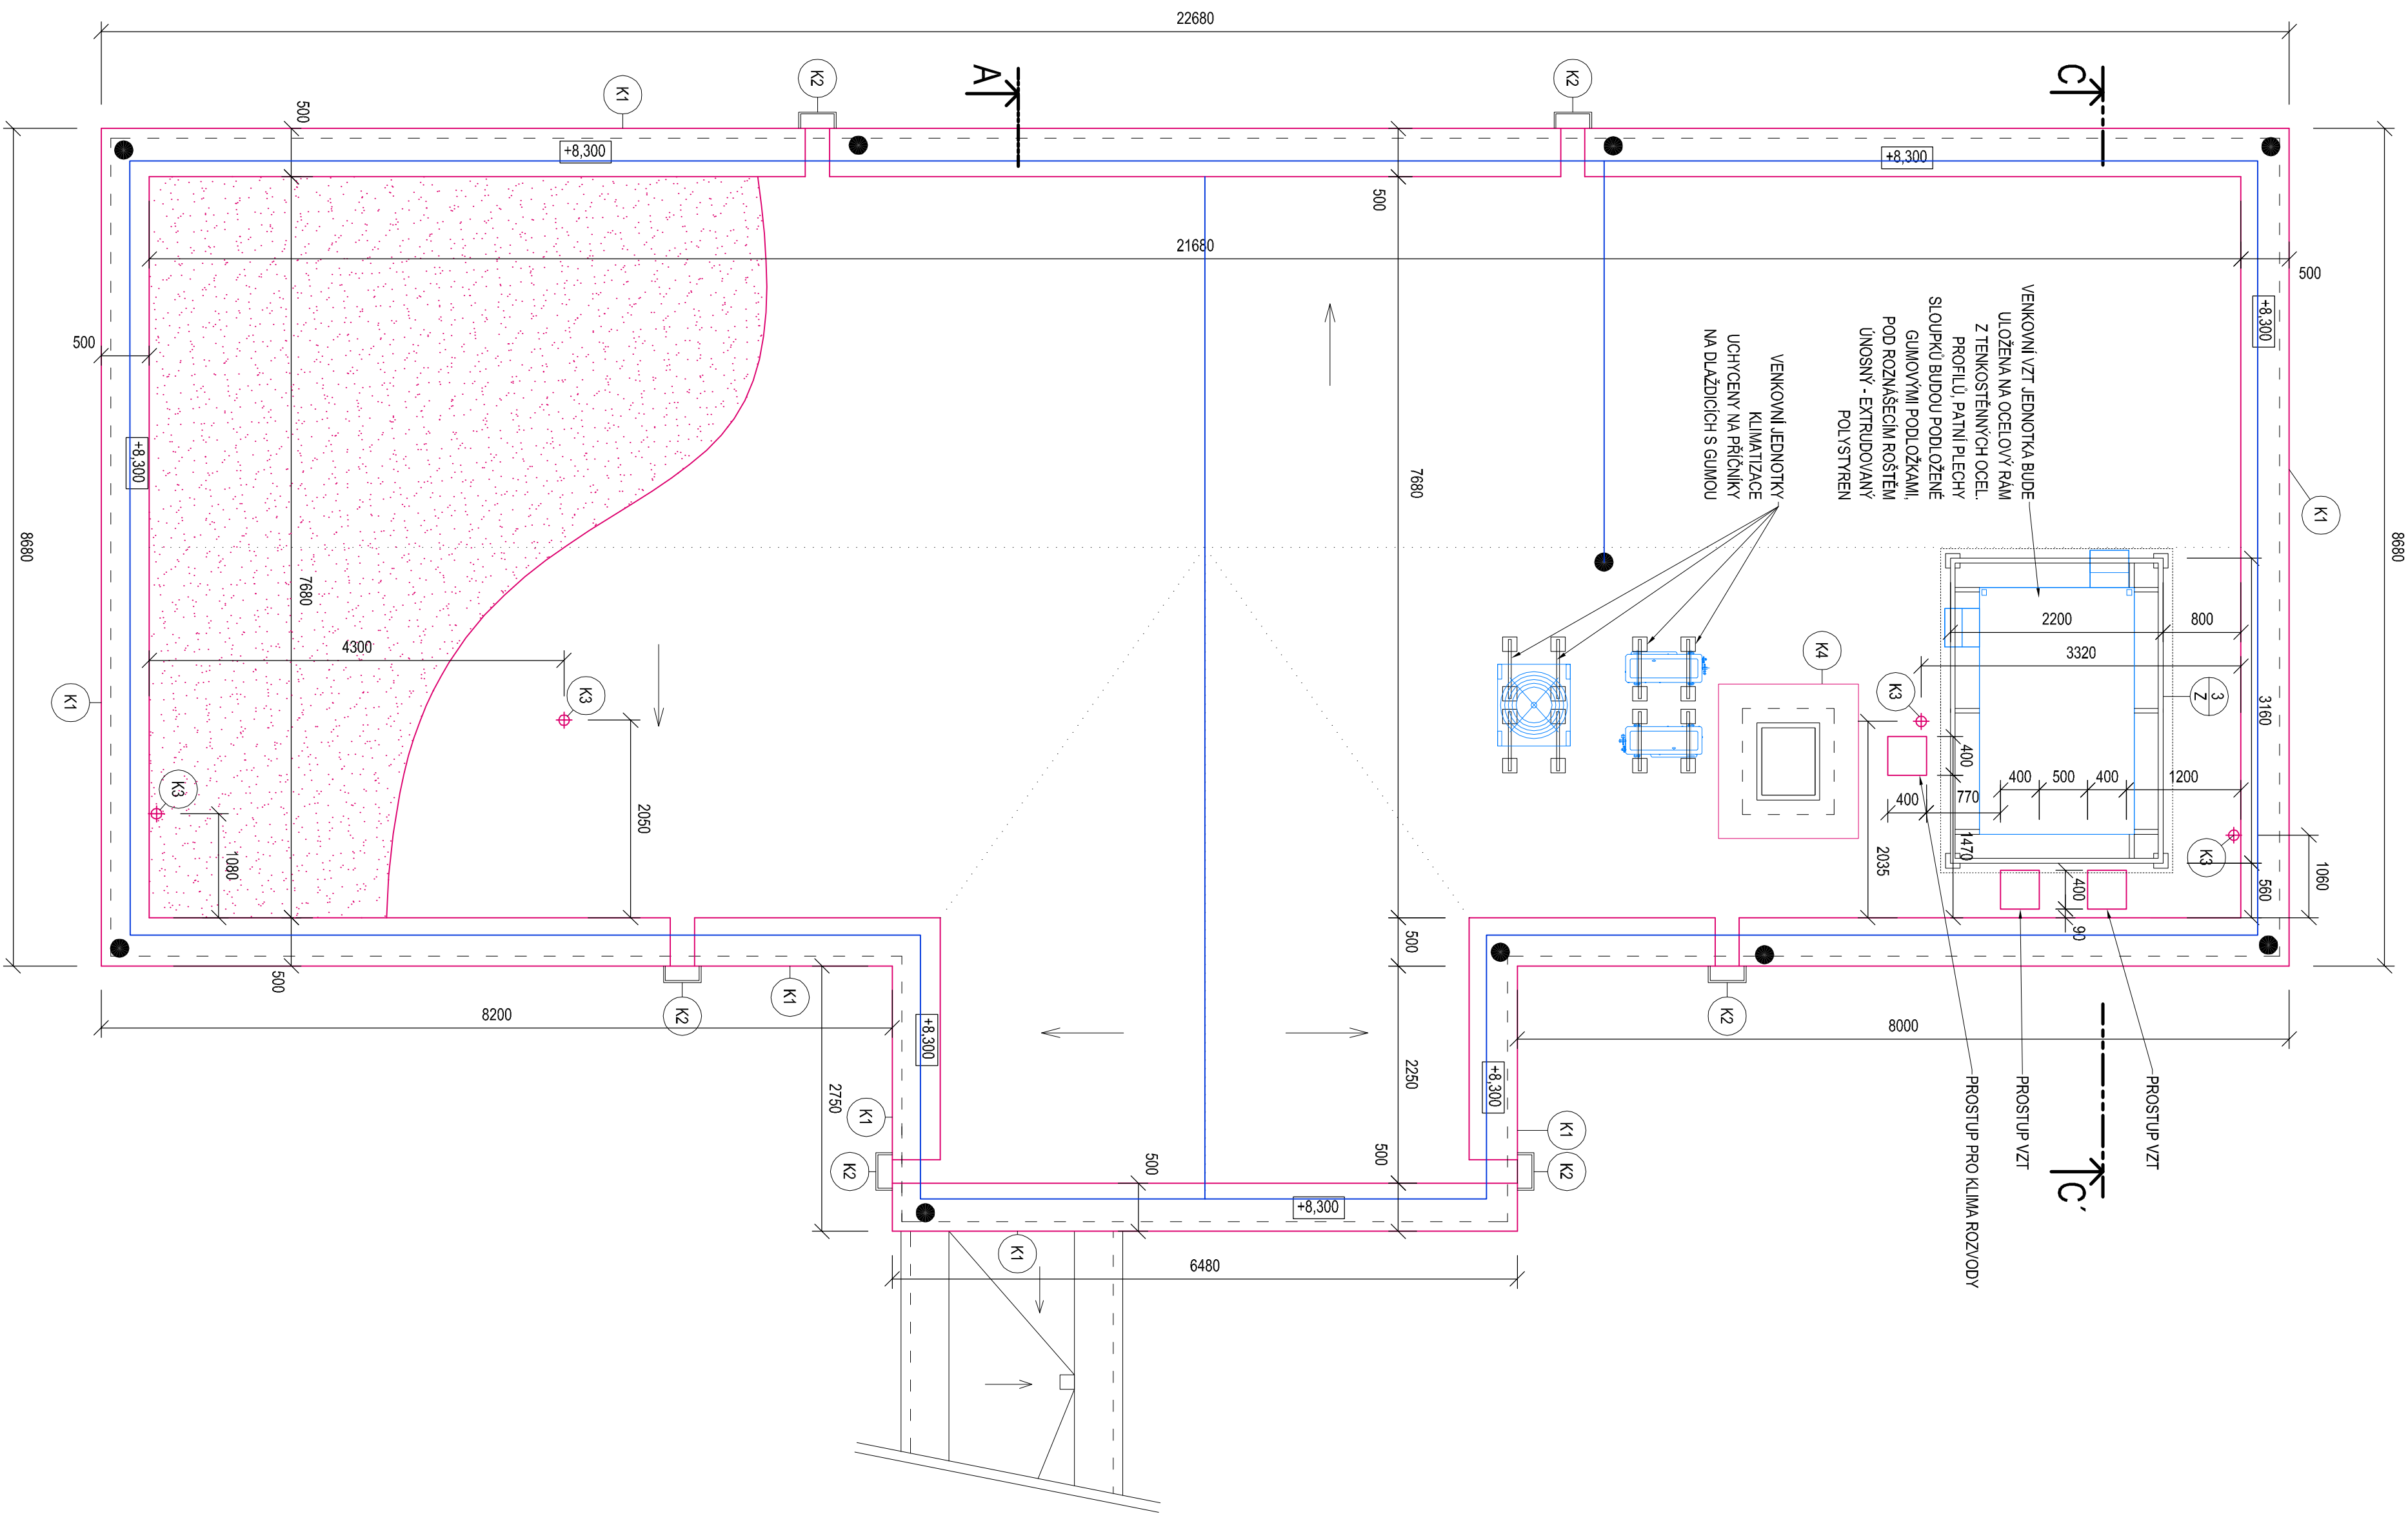 22680
K1
K2
A
K2
C
500
+8,300
+8,300
8680
8680
500
21680
500
+8,300
500
+8,300
7680
7680
VENKOVNÍ VZT JEDNOTKA BUDE
ULOŽENA NA OCELOVÝ RÁM
Z TENKOSTĚNNÝCH OCEL.
PROFILŮ, PATNÍ PLECHY
SLOUPKŮ BUDOU PODLOŽENÉ
GUMOVÝMI PODLOŽKAMI,
POD ROZNÁŠECÍM ROŠTĚM
ÚNOSNÝ - EXTRUDOVANÝ
POLYSTYREN
VENKOVNÍ JEDNOTKY
KLIMATIZACE
UCHYCENY NA PŘÍČNÍKY
NA DLAŽDICÍCH S GUMOU
K1
4300
K3
K1
K3
1080
2050
K4
K3
2200
800
3320
3
Z
3160
400
400
500
400
1200
400
770
1470
2035
K3
1060
560
400
90
500
500
K2
K1
8200
+8,300
2750
K1
K2
2250
500
500
+8,300
K2
8000
K1
K2
+8,300
K1
6480
PROSTUP PRO KLIMA ROZVODY
PROSTUP VZT
PROSTUP VZT
C´